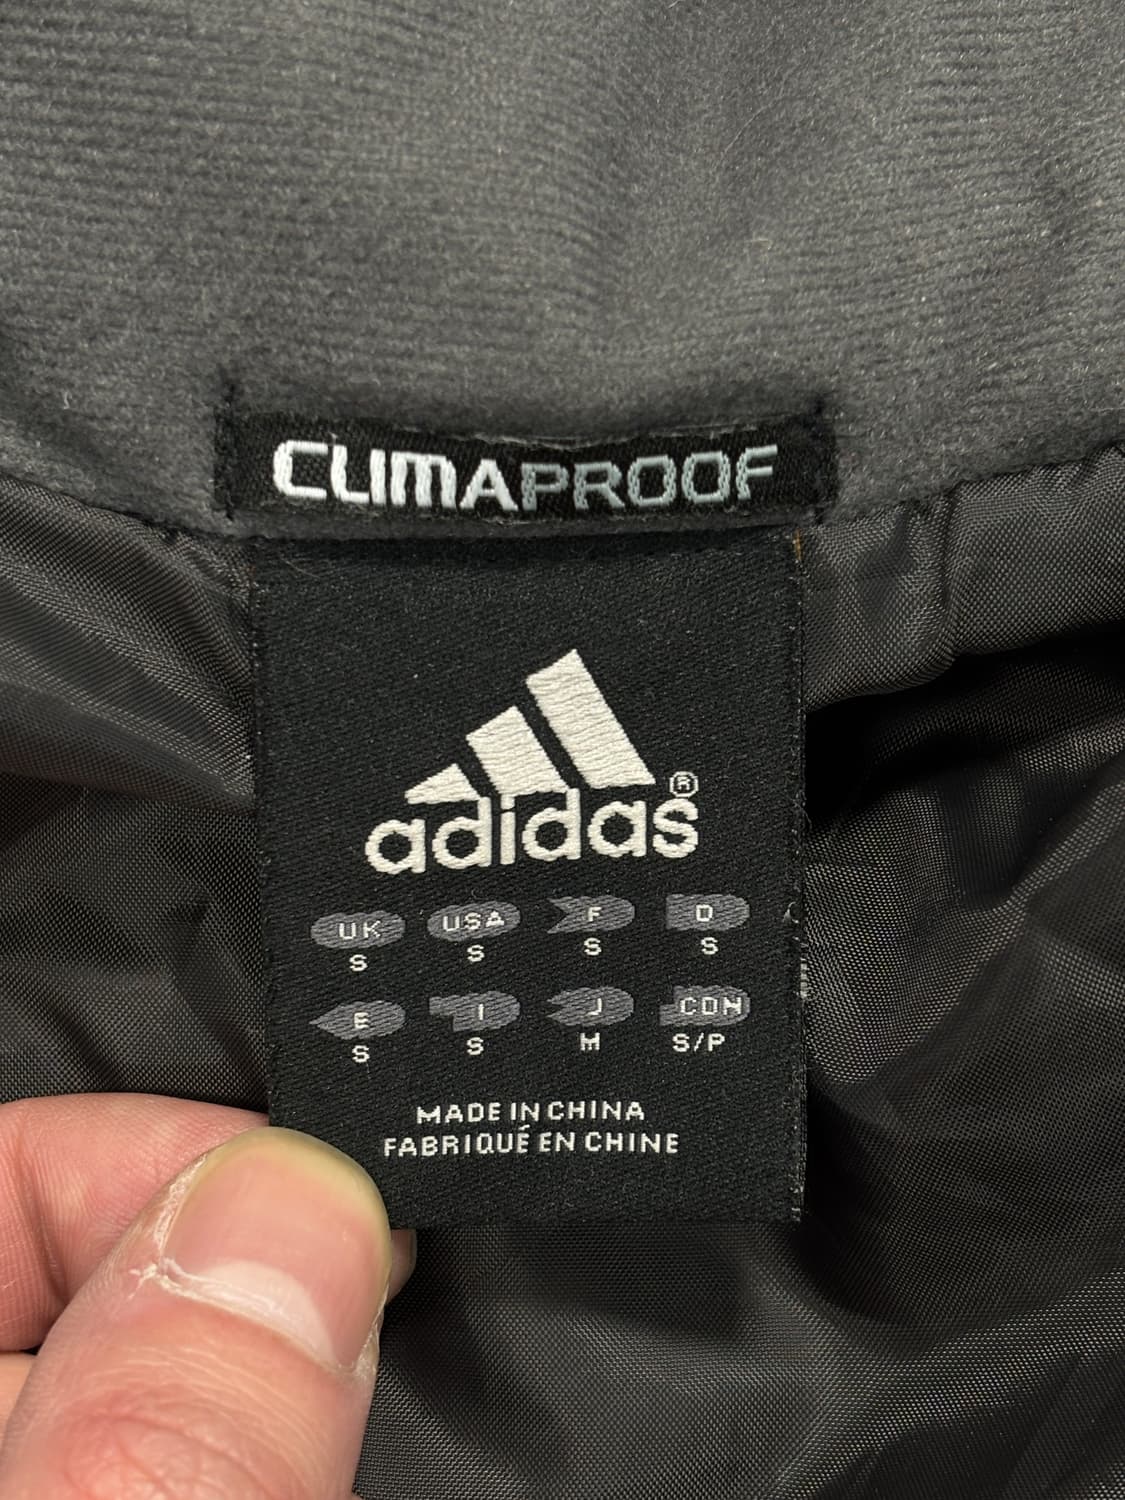 CLIMAPROOF
adidas®
UK USA F D
S S S S
E I J CDN
S S M S/P
MADE IN CHINA
FABRIQUÉ EN CHINE